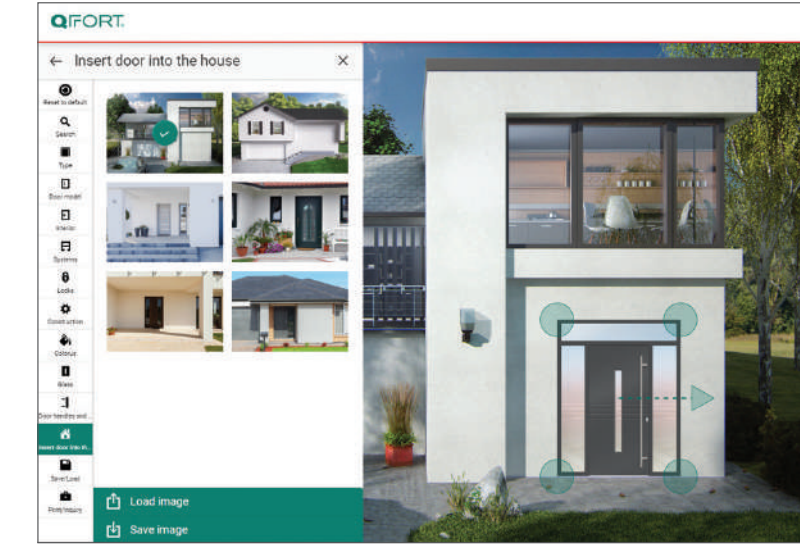 QFORT
Insert door into the house
Reset to default
Search
Type
Door model
Interior
Systems
Locks
Construction
Colours
Glass
Door handles and ...
Insert door into th...
Save/Load
Print/Inquiry
Load image
Save image